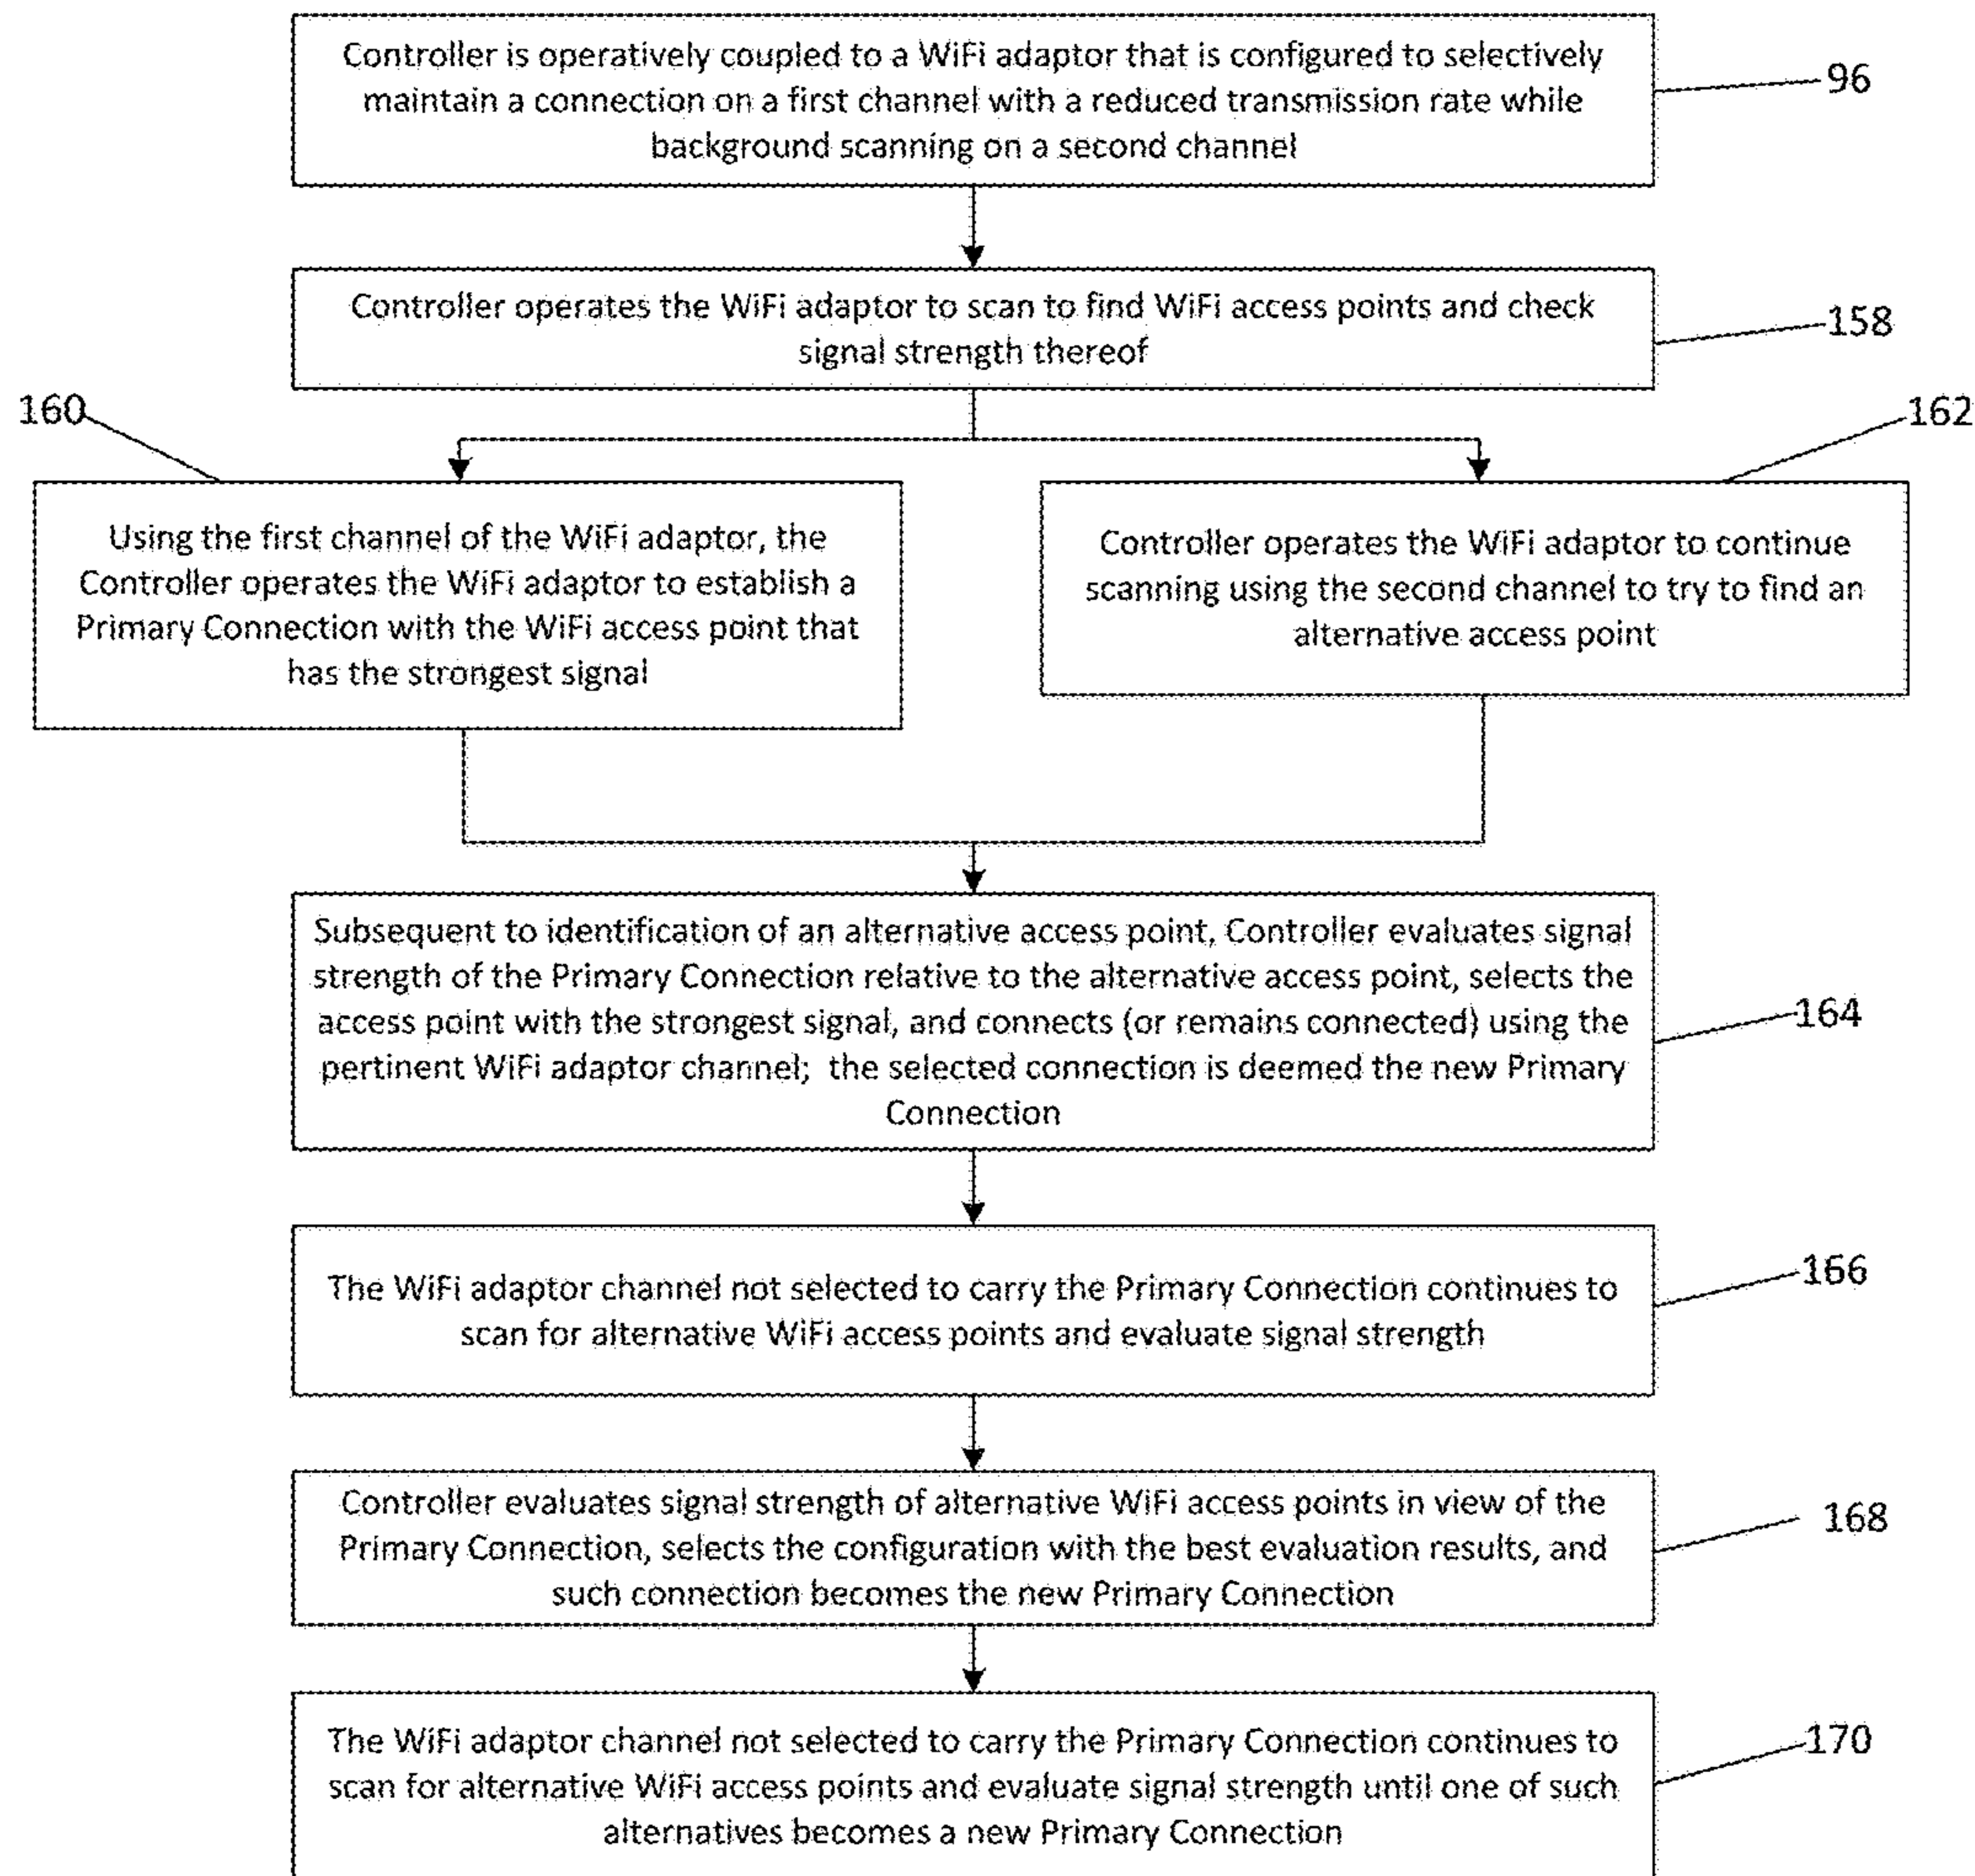 Controller is operatively coupled to a WiFi adaptor that is configured to selectively
maintain a connection on a first channel with a reduced transmission rate while
background scanning on a second channel
96
Controller operates the WiFi adaptor to scan to find WiFi access points and check
signal strength thereof
158
160
162
Using the first channel of the WiFi adaptor, the
Controller operates the WiFi adaptor to establish a
Primary Connection with the WiFi access point that
has the strongest signal
Controller operates the WiFi adaptor to continue
scanning using the second channel to try to find an
alternative access point
Subsequent to identification of an alternative access point, Controller evaluates signal
strength of the Primary Connection relative to the alternative access point, selects the
access point with the strongest signal, and connects (or remains connected) using the
pertinent WiFi adaptor channel; the selected connection is deemed the new Primary
Connection
164
The WiFi adaptor channel not selected to carry the Primary Connection continues to
scan for alternative WiFi access points and evaluate signal strength
166
Controller evaluates signal strength of alternative WiFi access points in view of the
Primary Connection, selects the configuration with the best evaluation results, and
such connection becomes the new Primary Connection
168
The WiFi adaptor channel not selected to carry the Primary Connection continues to
scan for alternative WiFi access points and evaluate signal strength until one of such
alternatives becomes a new Primary Connection
170